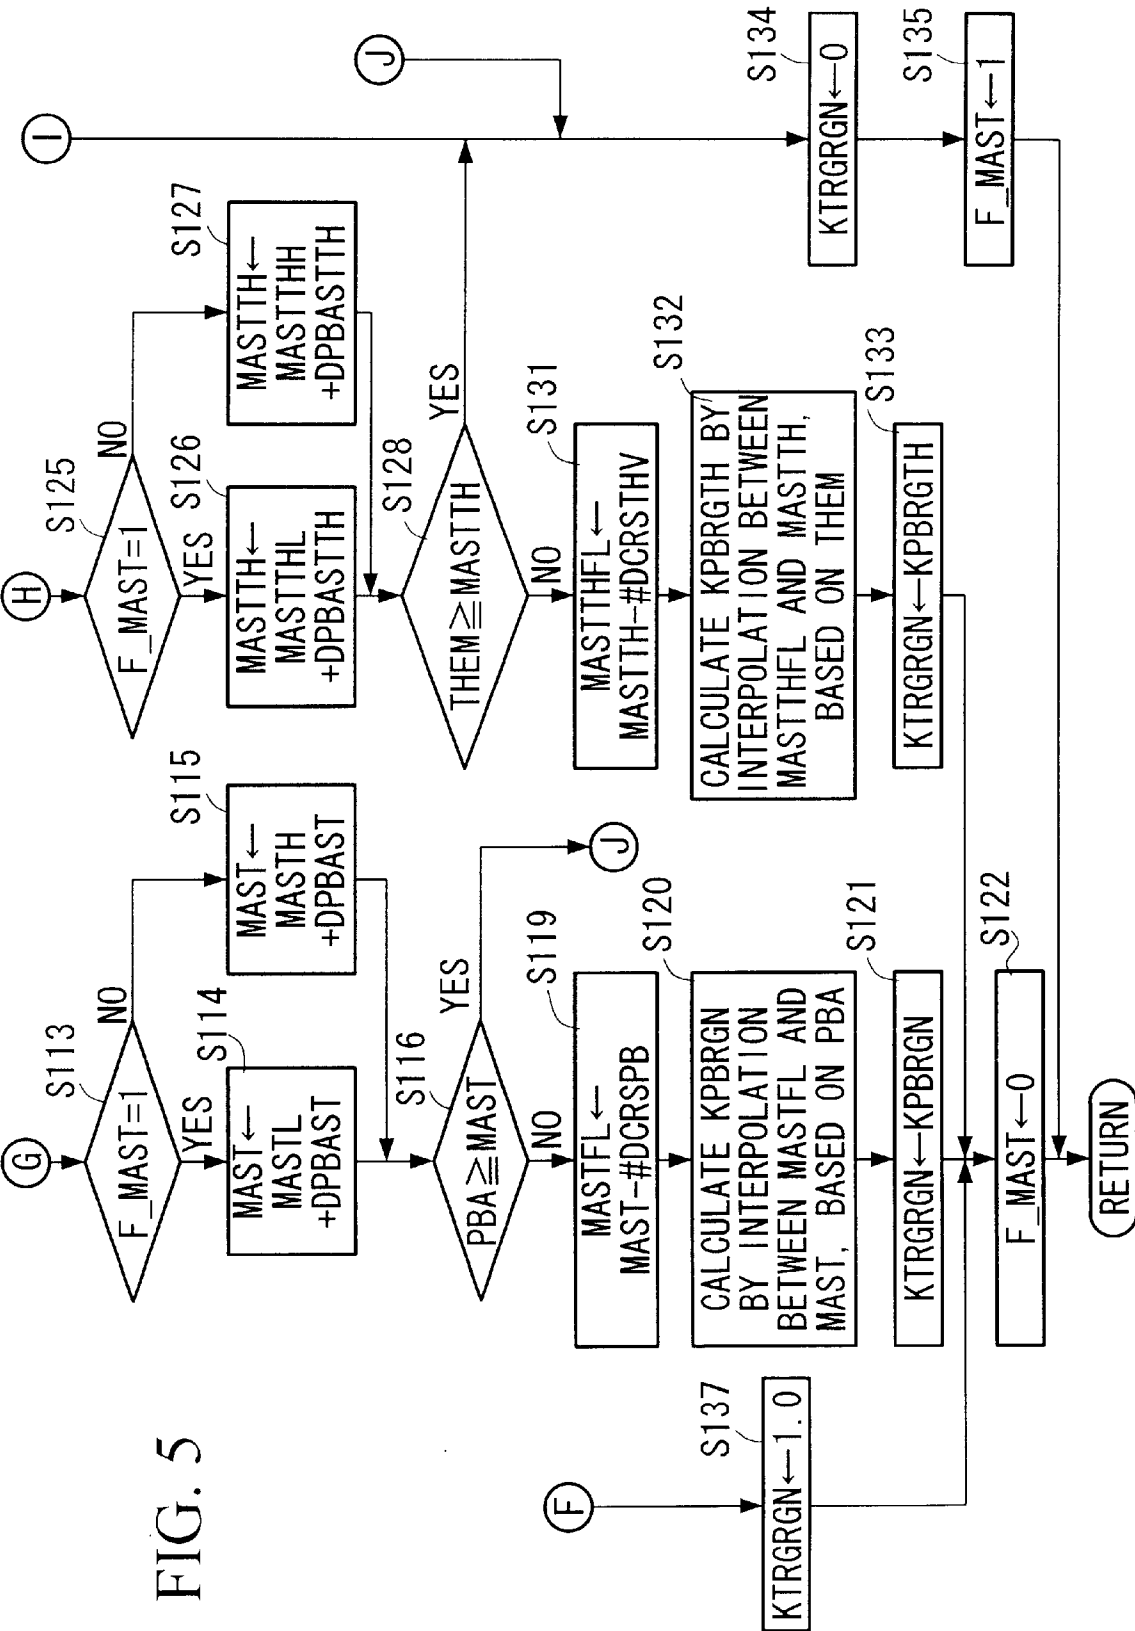 FIG. 5
F
S137
KTRGRGN←1.0
G
S113
F_MAST=1
YES
NO
S114
MAST←
MASTL
+DPBAST
S115
MAST←
MASTH
+DPBAST
S116
PBA≧MAST
YES
NO
J
S119
MASTFL←
MAST-#DCRSPB
S120
CALCULATE KPBRGN
BY INTERPOLATION
BETWEEN MASTFL AND
MAST, BASED ON PBA
S121
KTRGRGN←KPBRGN
S122
F_MAST←0
RETURN
H
S125
F_MAST=1
YES
NO
S126
MASTTH←
MASTTHL
+DPBASTTH
S127
MASTTH←
MASTTHH
+DPBASTTH
S128
THEM≧MASTTH
YES
NO
S131
MASTTHFL←
MASTTH-#DCRSTHV
S132
CALCULATE KPBRGTH BY
INTERPOLATION BETWEEN
MASTTHFL AND MASTTH,
BASED ON THEM
S133
KTRGRGN←KPBRGTH
I
J
S134
KTRGRGN←0
S135
F_MAST←1